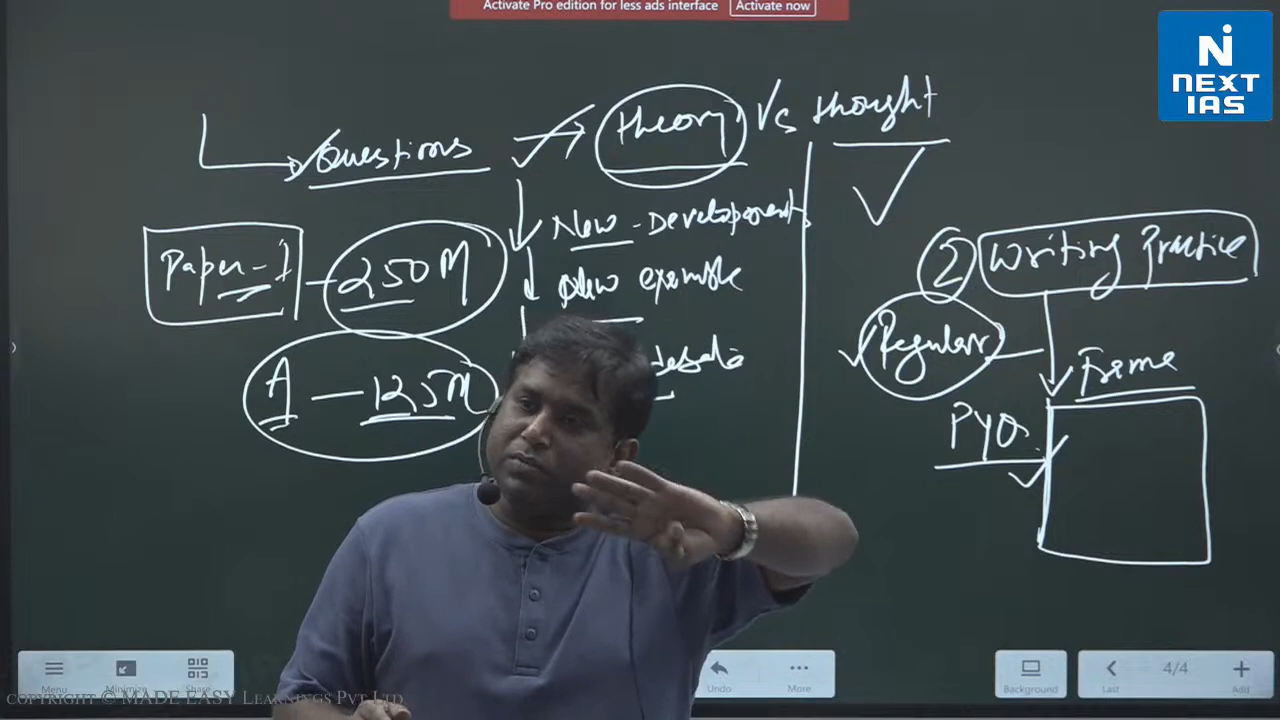 Activate Pro edition for less ads interface
Activate now
NEXT
IAS
Questions
theory Vs thought
New - Developments
New example
Paper-I - 250M
A - 125M
2 Writing Practice
Regular
Frame
PYQ
Menu
Minimize
Share
Undo
More
Background
Last
4/4
Add
COPYRIGHT © MADE EASY LEARNINGS PVT LTD